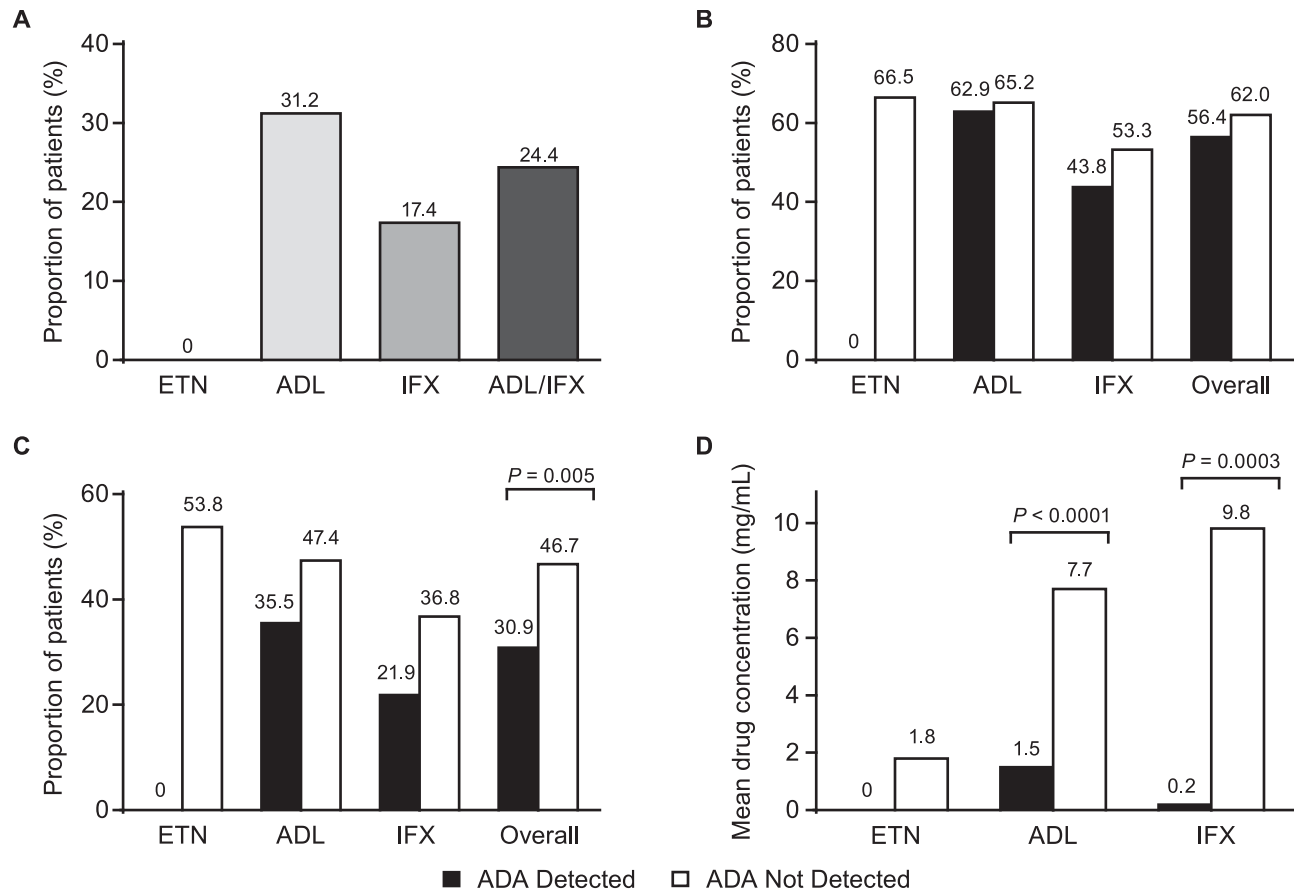 A
Proportion of patients (%)
40
30
20
10
0
0
31.2
17.4
24.4
ETN ADL IFX ADL/IFX
B
Proportion of patients (%)
80
60
40
20
0
0
66.5
62.9
65.2
43.8
53.3
56.4
62.0
ETN ADL IFX Overall
C
Proportion of patients (%)
60
40
20
0
0
53.8
35.5
47.4
21.9
36.8
30.9
46.7
P = 0.005
ETN ADL IFX Overall
D
Mean drug concentration (mg/mL)
10
8
6
4
2
0
0
1.8
1.5
7.7
P < 0.0001
0.2
9.8
P = 0.0003
ETN ADL IFX
ADA Detected ADA Not Detected